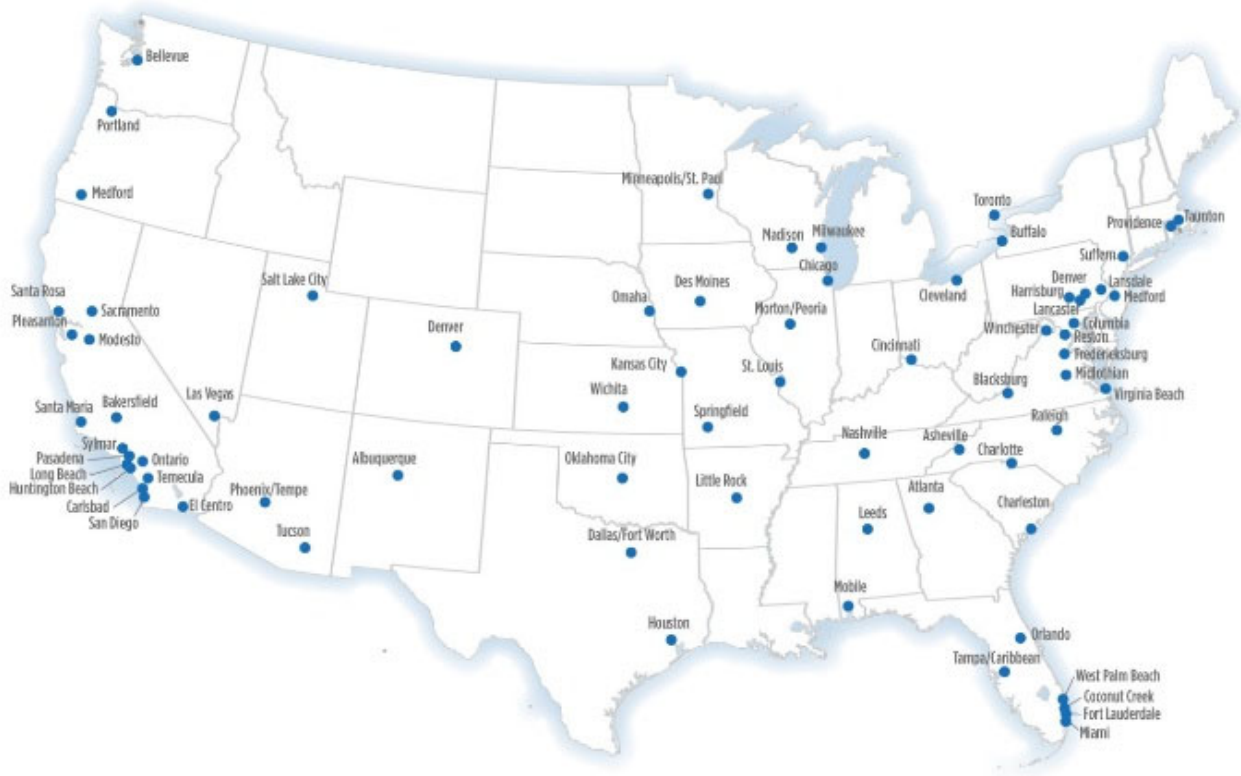 Bellevue
Portland
Medford
Minneapolis/St. Paul
Toronto
Providence
Taunton
Buffalo
Madison
Milwaukee
Suffern
Chicago
Salt Lake City
Des Moines
Omaha
Cleveland
Denver
Lansdale
Harrisburg
Medford
Lancaster
Santa Rosa
Sacramento
Pleasanton
Modesto
Denver
Morton/Peoria
Columbia
Winchester
Reston
Cincinnati
Fredericksburg
Kansas City
St. Louis
Midlothian
Blacksburg
Virginia Beach
Las Vegas
Wichita
Santa Maria
Bakersfield
Springfield
Raleigh
Nashville
Asheville
Charlotte
Sylmar
Pasadena
Ontario
Long Beach
Temecula
Huntington Beach
Carlsbad
San Diego
El Centro
Albuquerque
Oklahoma City
Phoenix/Tempe
Little Rock
Atlanta
Charleston
Leeds
Tucson
Dallas/Fort Worth
Mobile
Houston
Orlando
Tampa/Caribbean
West Palm Beach
Coconut Creek
Fort Lauderdale
Miami